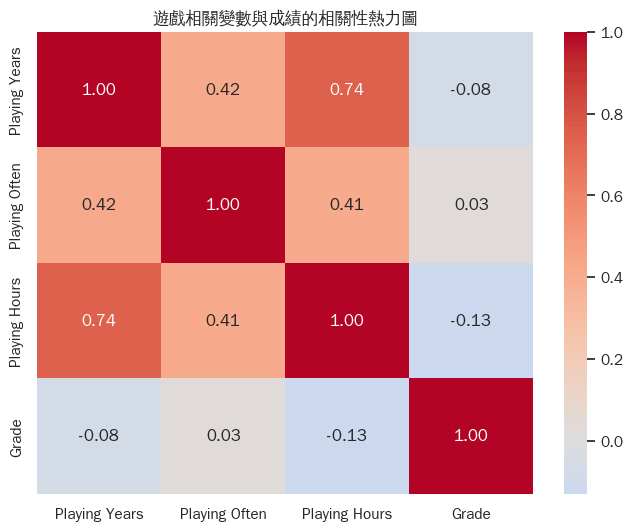 遊戲相關變數與成績的相關性熱力圖
Playing Years
1.00
0.42
0.74
-0.08
Playing Often
0.42
1.00
0.41
0.03
Playing Hours
0.74
0.41
1.00
-0.13
Grade
-0.08
0.03
-0.13
1.00
Playing Years
Playing Often
Playing Hours
Grade
1.0
0.8
0.6
0.4
0.2
0.0